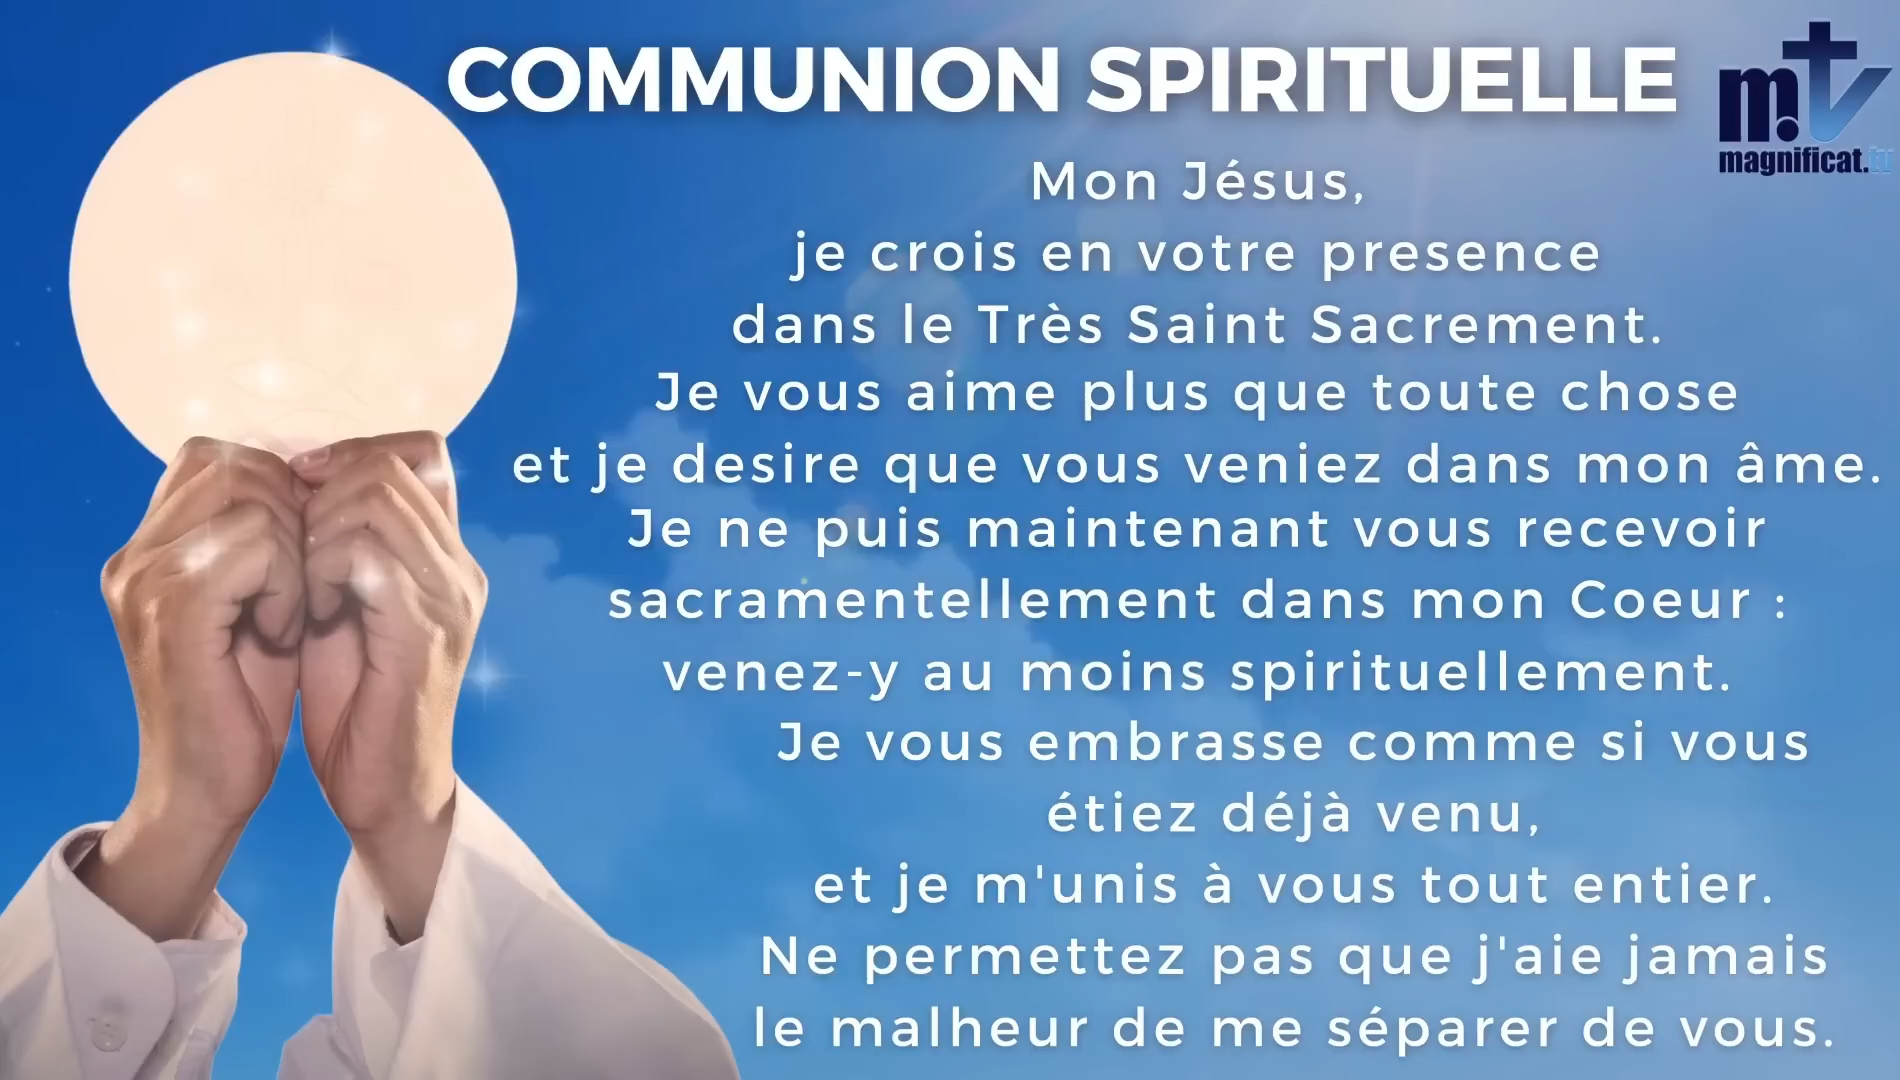 COMMUNION SPIRITUELLE
mtv
magnificat.tv
Mon Jésus,
je crois en votre presence
dans le Très Saint Sacrement.
Je vous aime plus que toute chose
et je desire que vous veniez dans mon âme.
Je ne puis maintenant vous recevoir
sacramentellement dans mon Coeur :
venez-y au moins spirituellement.
Je vous embrasse comme si vous
étiez déjà venu,
et je m'unis à vous tout entier.
Ne permettez pas que j'aie jamais
le malheur de me séparer de vous.